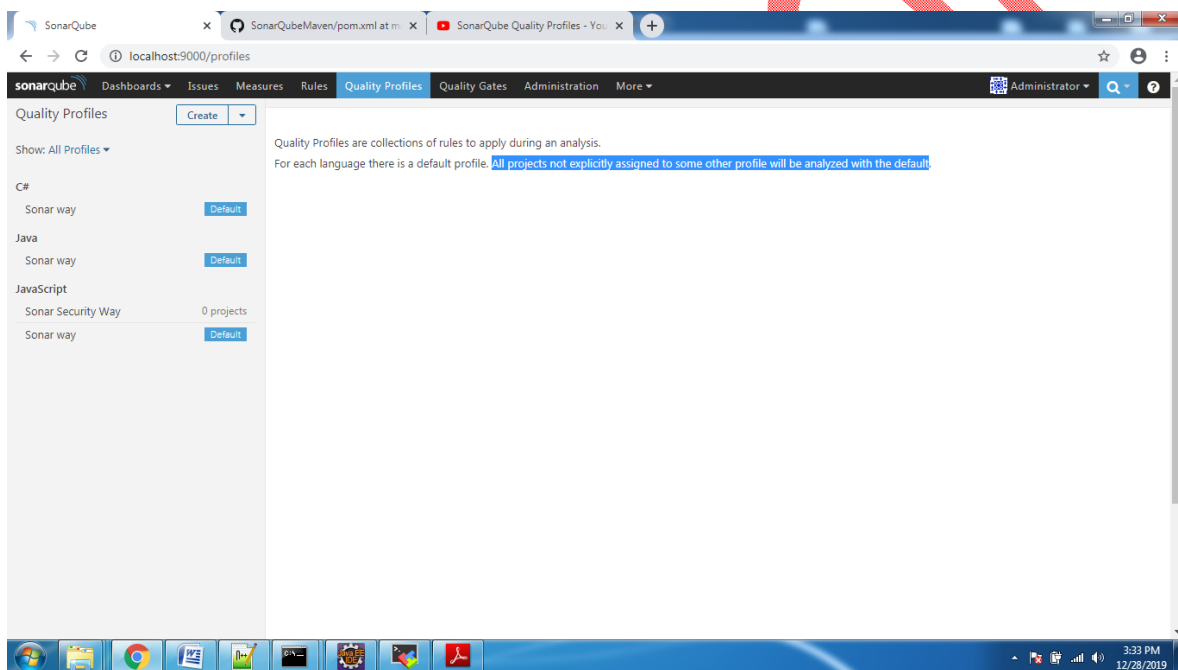 SonarQube
SonarQubeMaven/pom.xml at m
SonarQube Quality Profiles - You
localhost:9000/profiles
sonarqube Dashboards Issues Measures Rules Quality Profiles Quality Gates Administration More Administrator
Quality Profiles
Create
Show: All Profiles
C#
Sonar way Default
Java
Sonar way Default
JavaScript
Sonar Security Way 0 projects
Sonar way Default
Quality Profiles are collections of rules to apply during an analysis.
For each language there is a default profile. All projects not explicitly assigned to some other profile will be analyzed with the default.
3:33 PM
12/28/2019